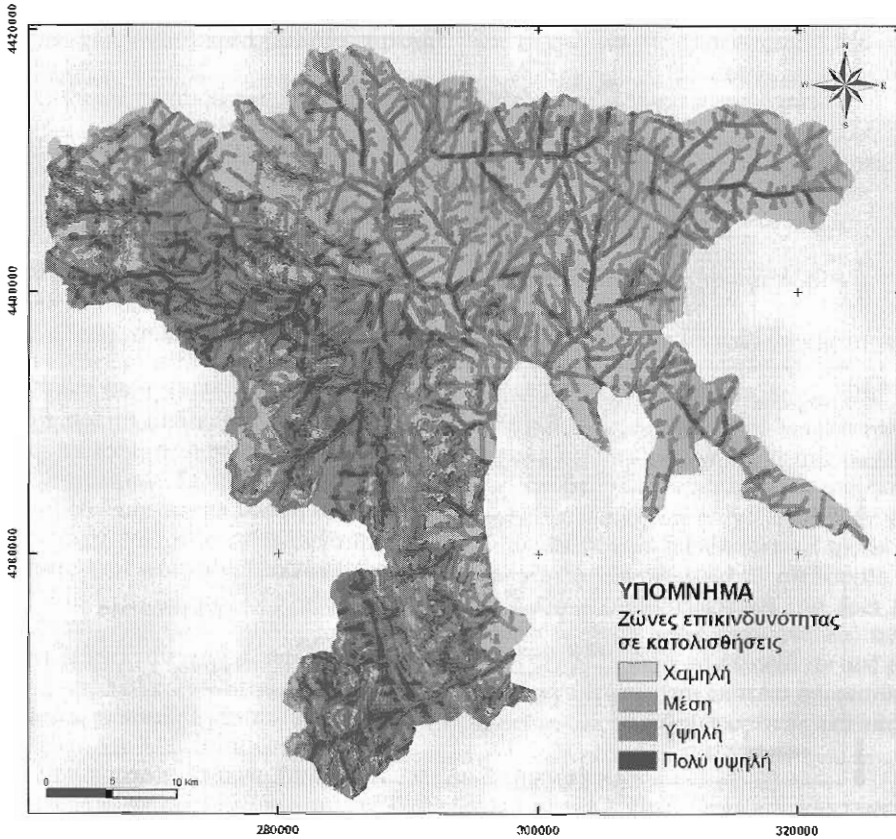 4420000
N
W E
S
4400000
4380000
ΥΠΟΜΝΗΜΑ
Ζώνες επικινδυνότητας
σε κατολισθήσεις
Χαμηλή
Μέση
Υψηλή
Πολύ υψηλή
0 5 10 Km
280000 300000 320000